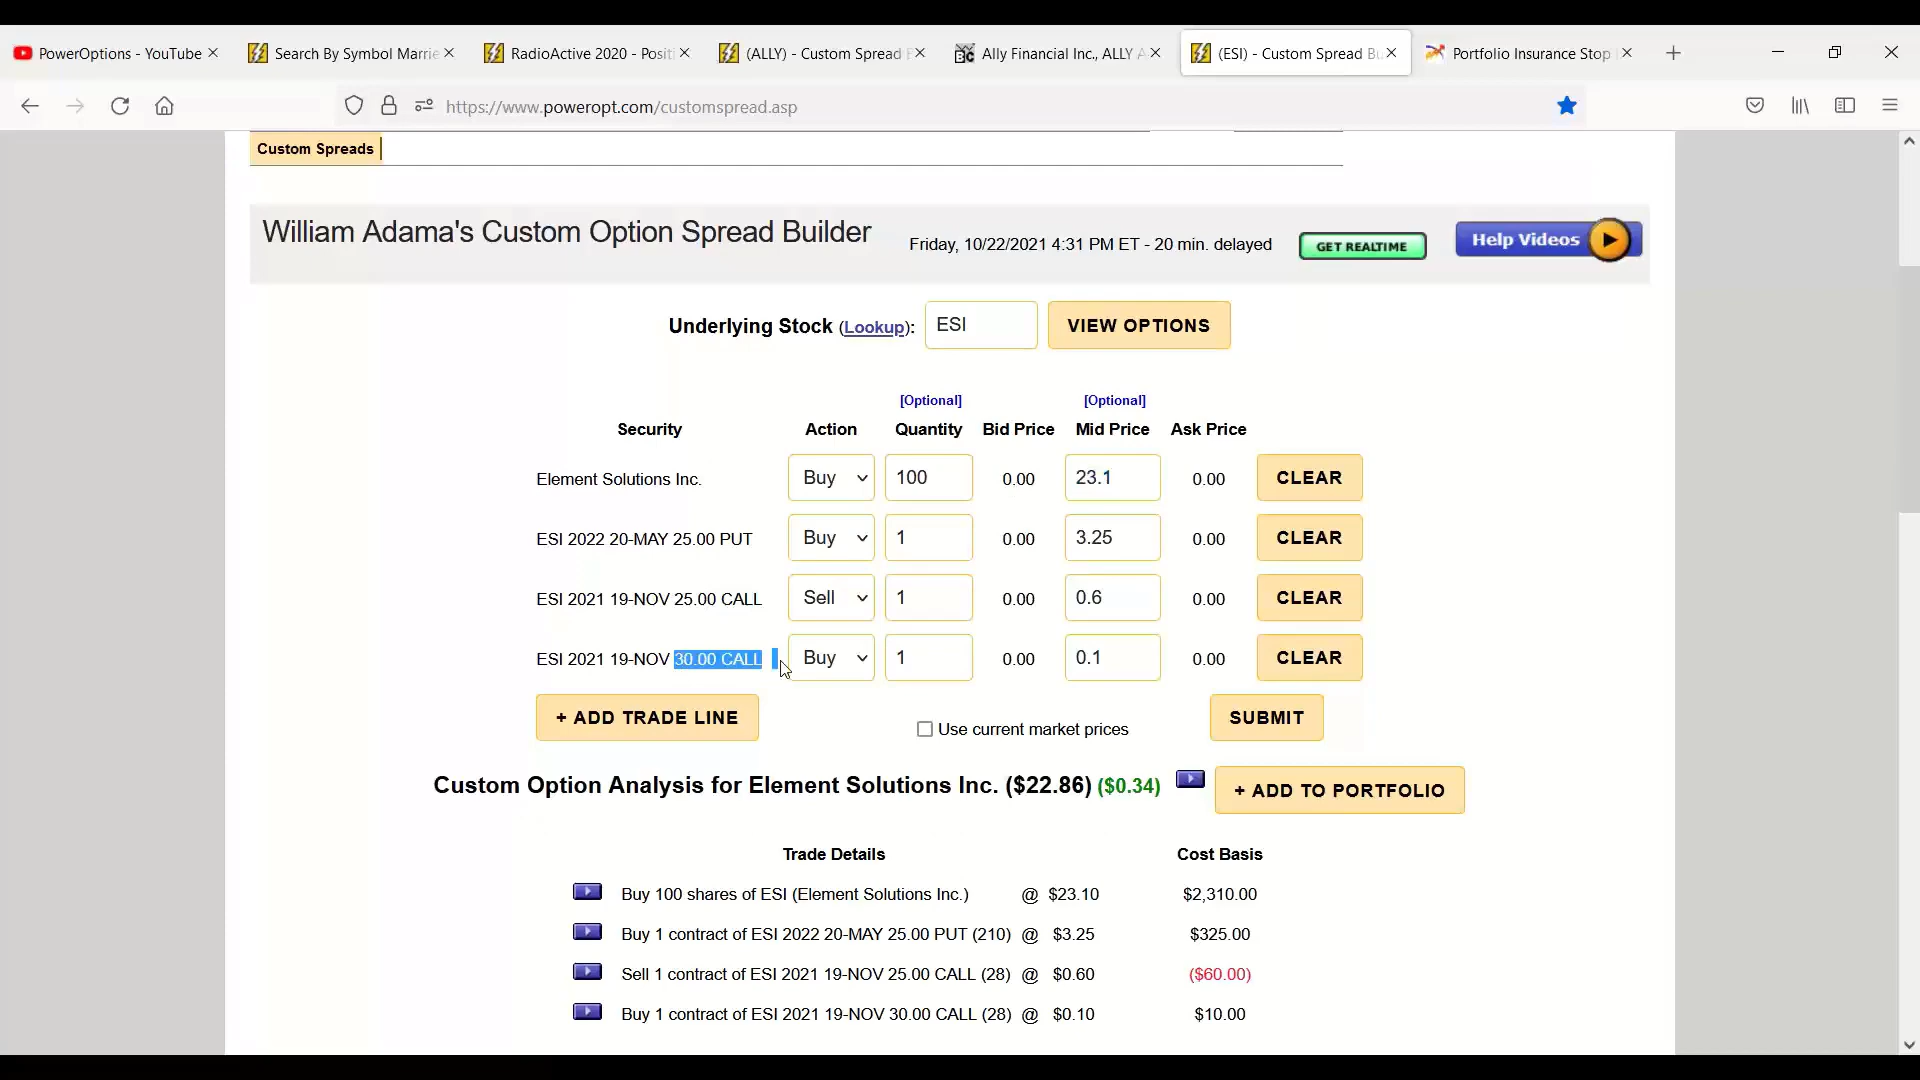 PowerOptions - YouTube
Search By Symbol Marrie
RadioActive 2020 - Positi
(ALLY) - Custom Spread
Ally Financial Inc., ALLY
(ESI) - Custom Spread Bu
Portfolio Insurance Stop
https://www.poweropt.com/customspread.asp
Custom Spreads
William Adama's Custom Option Spread Builder
Friday, 10/22/2021 4:31 PM ET - 20 min. delayed
GET REALTIME
Help Videos
Underlying Stock (Lookup): ESI VIEW OPTIONS
[Optional] [Optional]
Security Action Quantity Bid Price Mid Price Ask Price
Element Solutions Inc. Buy 100 0.00 23.1 0.00 CLEAR
ESI 2022 20-MAY 25.00 PUT Buy 1 0.00 3.25 0.00 CLEAR
ESI 2021 19-NOV 25.00 CALL Sell 1 0.00 0.6 0.00 CLEAR
ESI 2021 19-NOV 30.00 CALL Buy 1 0.00 0.1 0.00 CLEAR
+ ADD TRADE LINE Use current market prices SUBMIT
Custom Option Analysis for Element Solutions Inc. ($22.86) ($0.34) + ADD TO PORTFOLIO
Trade Details Cost Basis
Buy 100 shares of ESI (Element Solutions Inc.) @ $23.10 $2,310.00
Buy 1 contract of ESI 2022 20-MAY 25.00 PUT (210) @ $3.25 $325.00
Sell 1 contract of ESI 2021 19-NOV 25.00 CALL (28) @ $0.60 ($60.00)
Buy 1 contract of ESI 2021 19-NOV 30.00 CALL (28) @ $0.10 $10.00